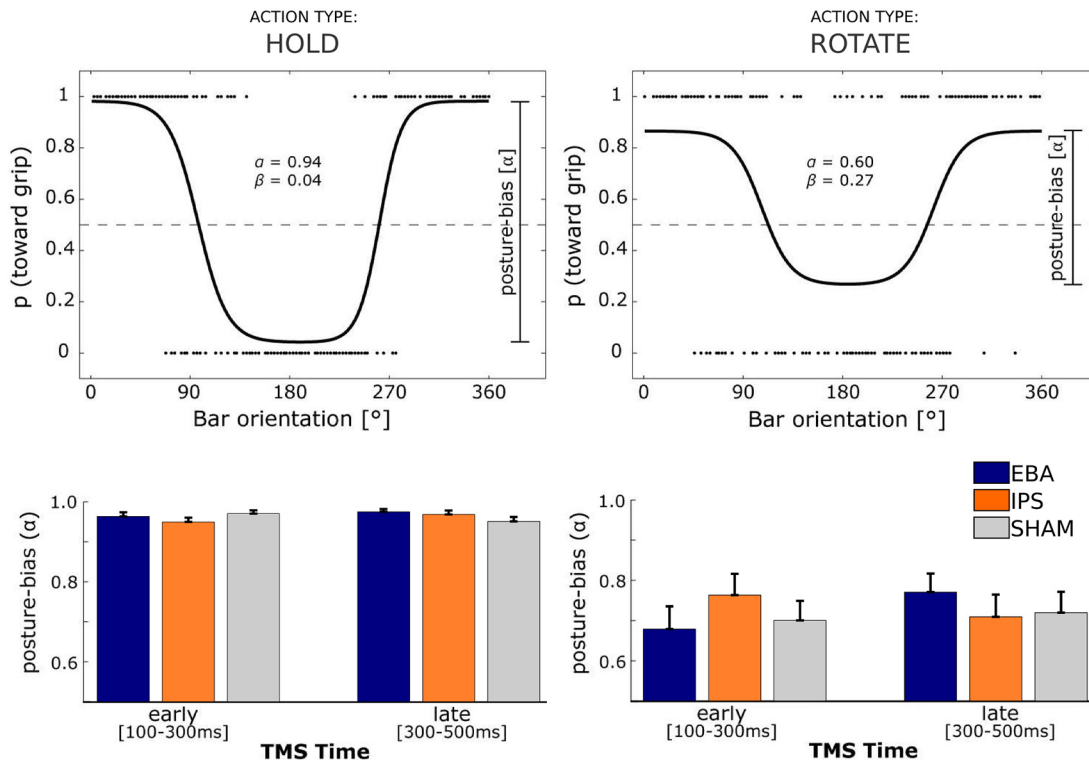 ACTION TYPE:
HOLD
p (toward grip)
1
0.8
0.6
0.4
0.2
0
α = 0.94
β = 0.04
posture-bias [α]
0 90 180 270 360
Bar orientation [°]
ACTION TYPE:
ROTATE
p (toward grip)
1
0.8
0.6
0.4
0.2
0
α = 0.60
β = 0.27
posture-bias [α]
0 90 180 270 360
Bar orientation [°]
posture-bias (α)
1.0
0.8
0.6
early late
[100-300ms] [300-500ms]
TMS Time
EBA
IPS
SHAM
posture-bias (α)
1.0
0.8
0.6
early late
[100-300ms] [300-500ms]
TMS Time